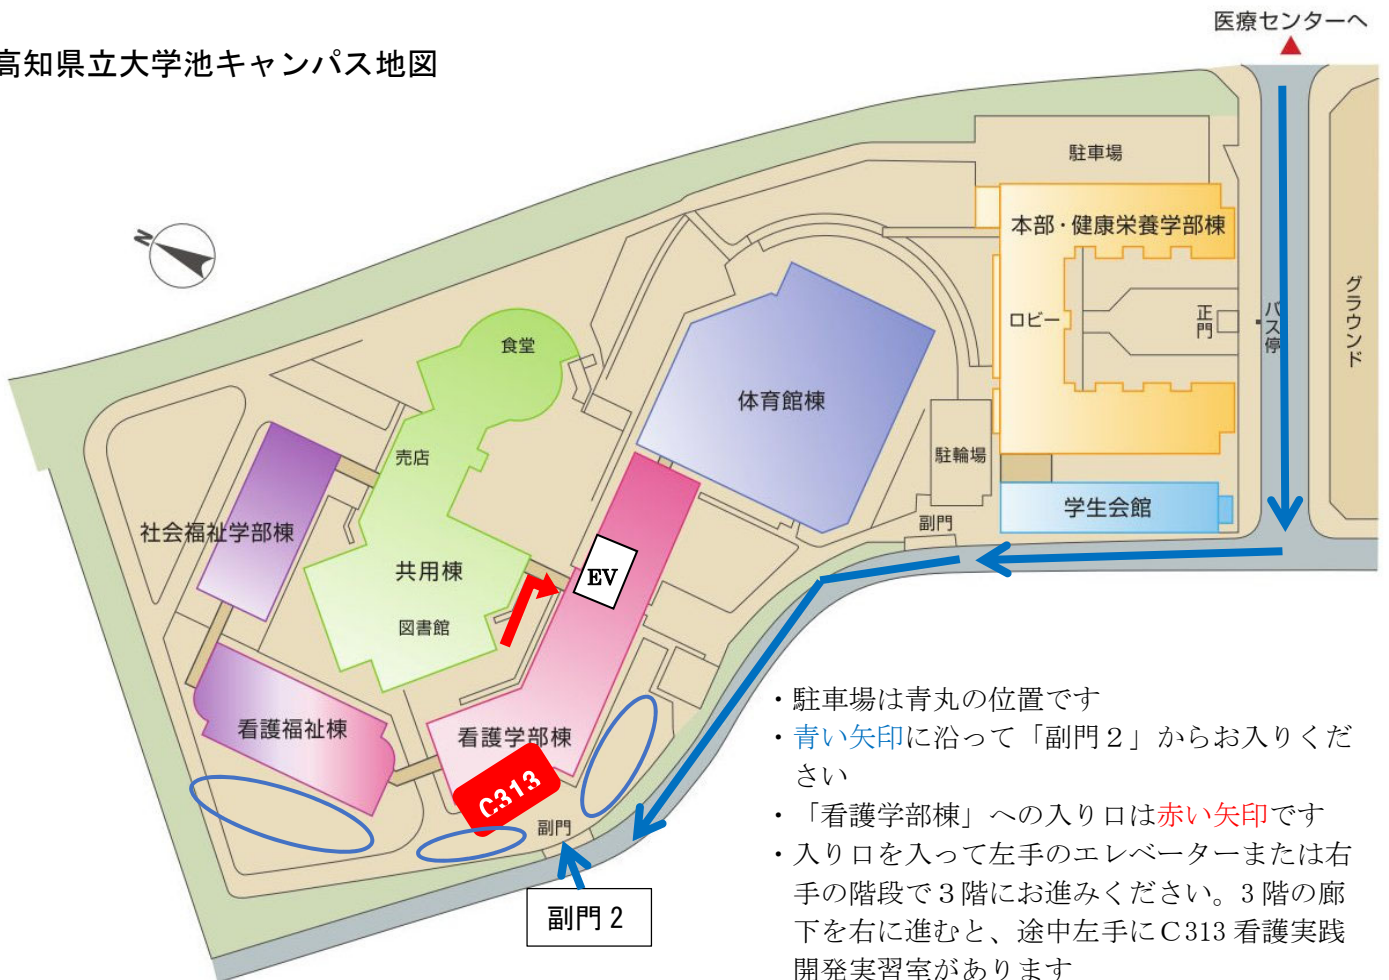 医療センターへ
高知県立大学池キャンパス地図
駐車場
N
本部・健康栄養学部棟
グラウンド
正門
バス停
ロビー
食堂
体育館棟
売店
駐輪場
学生会館
副門
社会福祉学部棟
共用棟
EV
図書館
看護福祉棟
看護学部棟
C313
副門
副門２
・駐車場は青丸の位置です
・青い矢印に沿って「副門２」からお入りくだ
さい
・「看護学部棟」への入り口は赤い矢印です
・入り口を入って左手のエレベーターまたは右
手の階段で３階にお進みください。3 階の廊
下を右に進むと、途中左手にＣ313 看護実践
開発実習室があります